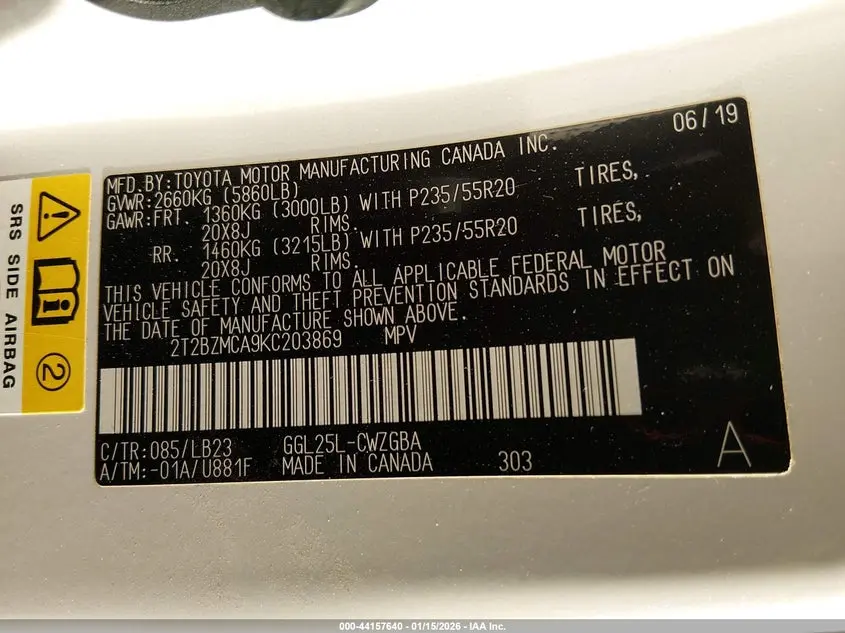 06/19
MFD.BY:TOYOTA MOTOR MANUFACTURING CANADA INC.
GVWR:2660KG (5860LB)
GAWR:FRT. 1360KG (3000LB) WITH P235/55R20 TIRES,
20X8J RIMS.
RR. 1460KG (3215LB) WITH P235/55R20 TIRES,
20X8J RIMS.
THIS VEHICLE CONFORMS TO ALL APPLICABLE FEDERAL MOTOR
VEHICLE SAFETY AND THEFT PREVENTION STANDARDS IN EFFECT ON
THE DATE OF MANUFACTURE SHOWN ABOVE.
2T2BZMCA9KC203869 MPV
C/TR:085/LB23 GGL25L-CWZGBA
A/TM:-01A/U881F MADE IN CANADA 303
A
SRS SIDE AIRBAG
2
000-44157640 - 01/15/2026 - IAA Inc.